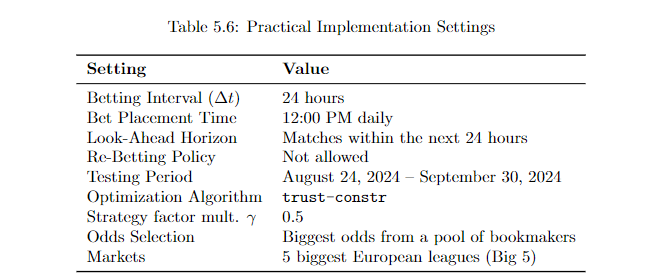 Table 5.6: Practical Implementation Settings
Setting Value
Betting Interval (Δt) 24 hours
Bet Placement Time 12:00 PM daily
Look-Ahead Horizon Matches within the next 24 hours
Re-Betting Policy Not allowed
Testing Period August 24, 2024 – September 30, 2024
Optimization Algorithm trust-constr
Strategy factor mult. γ 0.5
Odds Selection Biggest odds from a pool of bookmakers
Markets 5 biggest European leagues (Big 5)